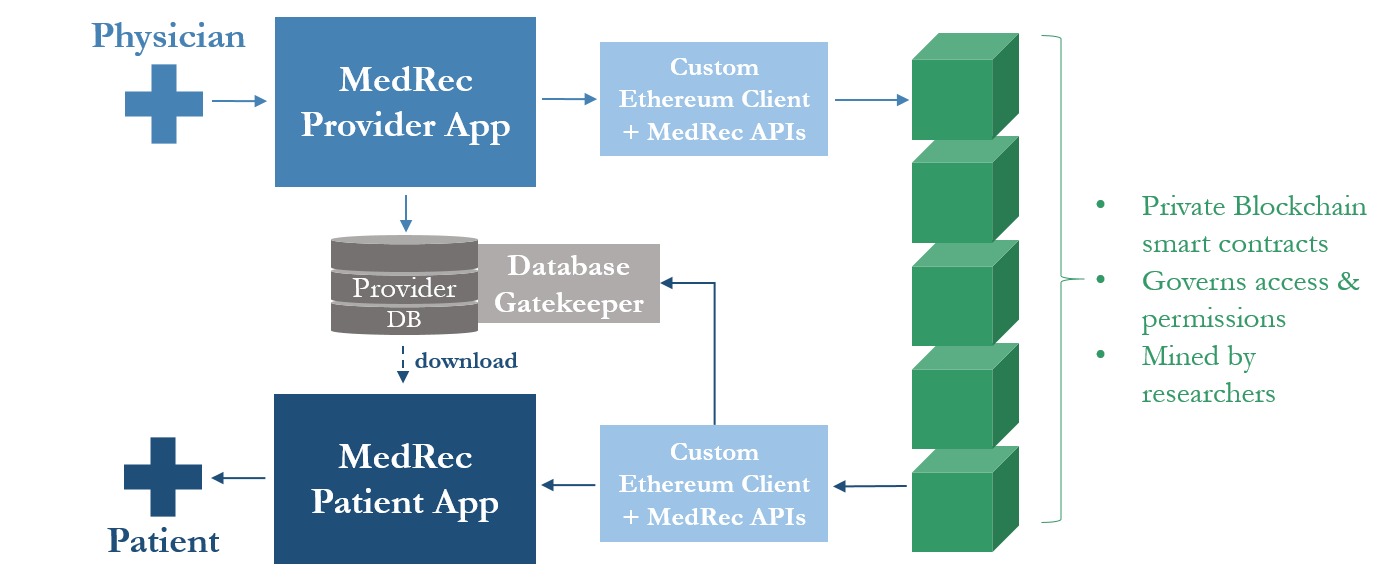 Physician
MedRec
Provider App
Custom
Ethereum Client
+ MedRec APIs
Database
Gatekeeper
Provider
DB
download
MedRec
Patient App
Custom
Ethereum Client
+ MedRec APIs
Patient
• Private Blockchain
smart contracts
• Governs access &
permissions
• Mined by
researchers